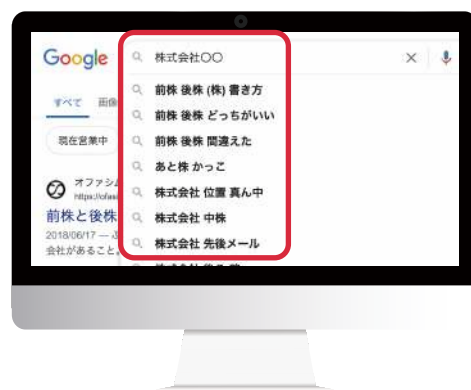 Google
株式会社〇〇
すべて
前株 後株 (株) 書き方
前株 後株 どっちがいい
現在営業中
前株 後株 間違えた
あと株 かっこ
株式会社 位置 真ん中
前株と後株
株式会社 中株
2018/06/17 —
株式会社 先後メール
会社があること。